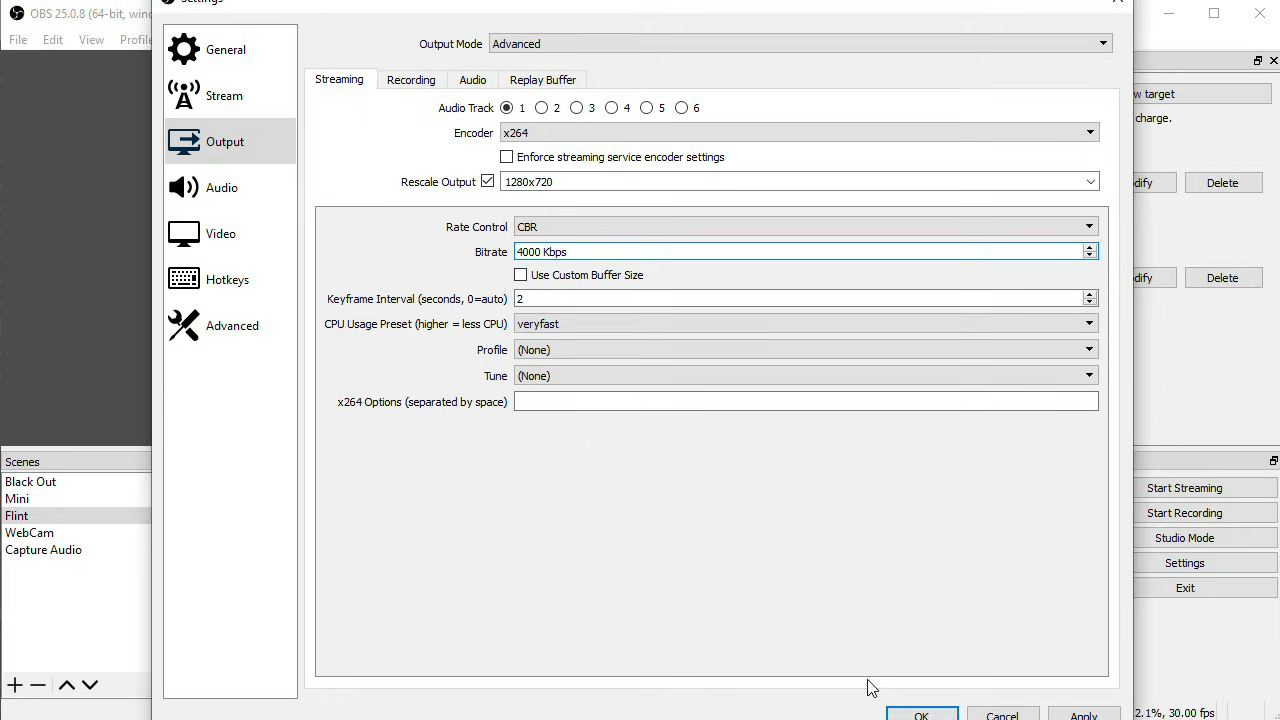 OBS 25.0.8 (64-bit, wind
Settings
File Edit View Profile
General
Stream
Output
Audio
Video
Hotkeys
Advanced
Output Mode Advanced
Streaming Recording Audio Replay Buffer
Audio Track 1 2 3 4 5 6
Encoder x264
Enforce streaming service encoder settings
Rescale Output 1280x720
Rate Control CBR
Bitrate 4000 Kbps
Use Custom Buffer Size
Keyframe Interval (seconds, 0=auto) 2
CPU Usage Preset (higher = less CPU) veryfast
Profile (None)
Tune (None)
x264 Options (separated by space)
OK Cancel Apply
w target
charge.
dify Delete
dify Delete
Scenes
Black Out
Mini
Flint
WebCam
Capture Audio
Start Streaming
Start Recording
Studio Mode
Settings
Exit
2.1%, 30.00 fps